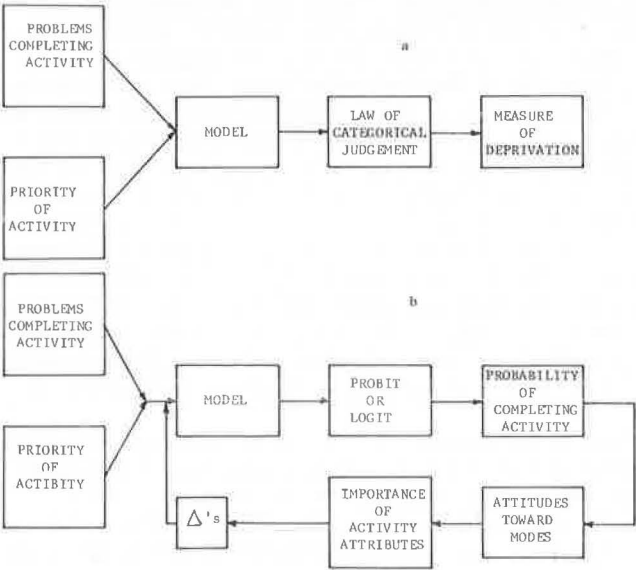 PROBLEMS
COMPLETING
ACTIVITY
a
MODEL
LAW OF
CATEGORICAL
JUDGEMENT
MEASURE
OF
DEPRIVATION
PRIORITY
OF
ACTIVITY
PROBLEMS
COMPLETING
ACTIVITY
b
MODEL
PROBIT
OR
LOGIT
PROBABILITY
OF
COMPLETING
ACTIVITY
PRIORITY
OF
ACTIBITY
Δ's
IMPORTANCE
OF
ACTIVITY
ATTRIBUTES
ATTITUDES
TOWARD
MODES